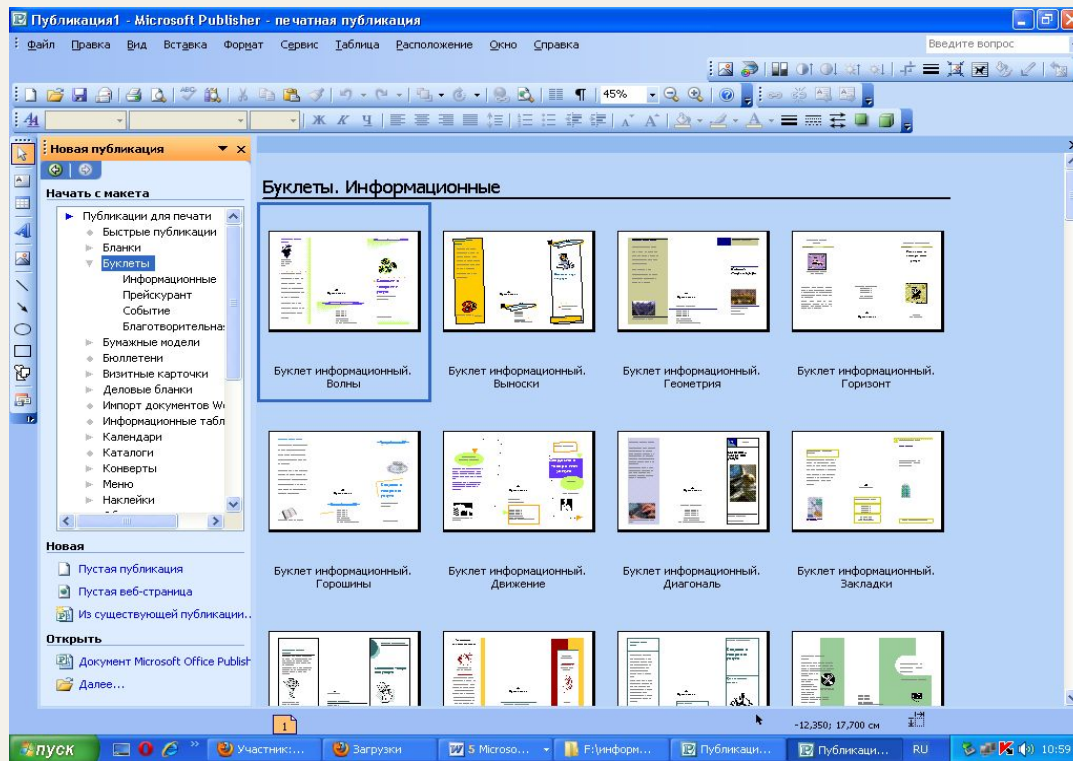 Публикация1 - Microsoft Publisher - печатная публикация
Файл Правка Вид Вставка Формат Сервис Таблица Расположение Окно Справка
Введите вопрос
45%
Ж К Ч
Новая публикация
Начать с макета
Публикации для печати
Быстрые публикации
Бланки
Буклеты
Информационные
Прейскурант
Событие
Благотворительна
Бумажные модели
Бюллетени
Визитные карточки
Деловые бланки
Импорт документов W
Информационные табл
Календари
Каталоги
Конверты
Меню
Наклейки
Новая
Пустая публикация
Пустая веб-страница
Из существующей публикации..
Открыть
Документ Microsoft Office Publish
Далее...
Буклеты. Информационные
Буклет информационный.
Волны
Буклет информационный.
Выноски
Буклет информационный.
Геометрия
Буклет информационный.
Горизонт
Буклет информационный.
Горошины
Буклет информационный.
Движение
Буклет информационный.
Диагональ
Буклет информационный.
Закладки
1
-12,350; 17,700 см
пуск
Участник:...
Загрузки
5 Microso...
F:\информ...
Публикаци...
Публикаци...
RU
10:59